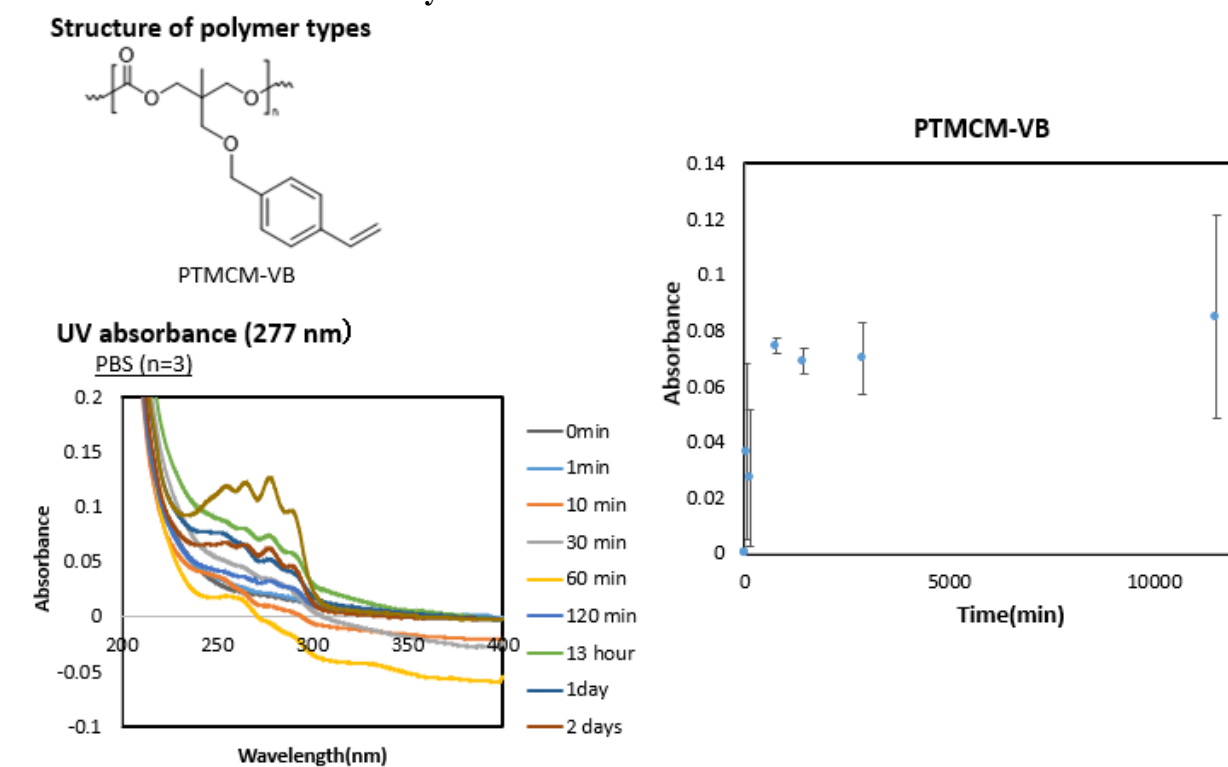 Structure of polymer types
O
O
O
n
O
PTMCM-VB
UV absorbance (277 nm)
PBS (n=3)
0.2
0.15
0.1
0.05
0
-0.05
-0.1
Absorbance
200
250
300
350
400
Wavelength(nm)
0min
1min
10 min
30 min
60 min
120 min
13 hour
1day
2 days
PTMCM-VB
0.14
0.12
0.1
0.08
0.06
0.04
0.02
0
Absorbance
0
5000
10000
Time(min)